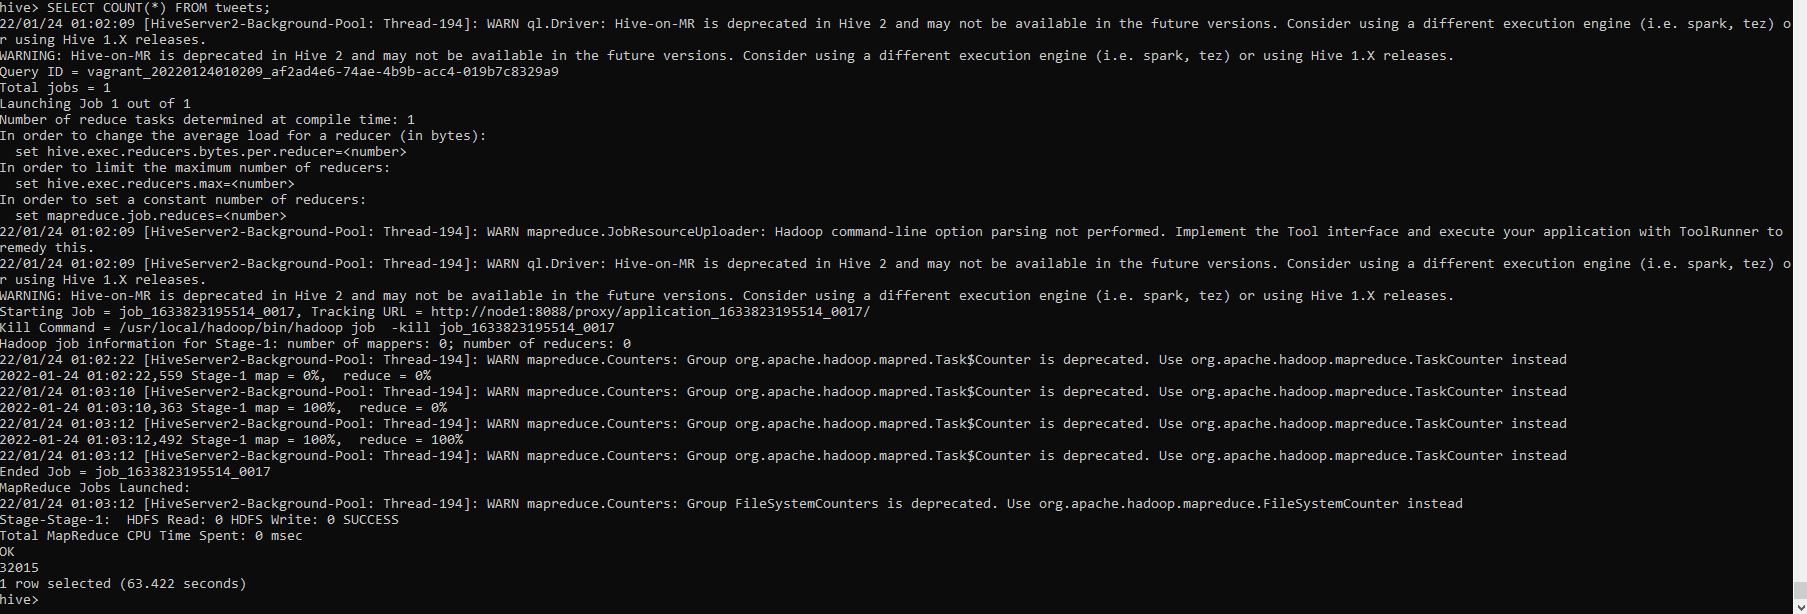 hive> SELECT COUNT(*) FROM tweets;
22/01/24 01:02:09 [HiveServer2-Background-Pool: Thread-194]: WARN ql.Driver: Hive-on-MR is deprecated in Hive 2 and may not be available in the future versions. Consider using a different execution engine (i.e. spark, tez) o
r using Hive 1.X releases.
WARNING: Hive-on-MR is deprecated in Hive 2 and may not be available in the future versions. Consider using a different execution engine (i.e. spark, tez) or using Hive 1.X releases.
Query ID = vagrant_20220124010209_af2ad4e6-74ae-4b9b-acc4-019b7c8329a9
Total jobs = 1
Launching Job 1 out of 1
Number of reduce tasks determined at compile time: 1
In order to change the average load for a reducer (in bytes):
  set hive.exec.reducers.bytes.per.reducer=<number>
In order to limit the maximum number of reducers:
  set hive.exec.reducers.max=<number>
In order to set a constant number of reducers:
  set mapreduce.job.reduces=<number>
22/01/24 01:02:09 [HiveServer2-Background-Pool: Thread-194]: WARN mapreduce.JobResourceUploader: Hadoop command-line option parsing not performed. Implement the Tool interface and execute your application with ToolRunner to
remedy this.
22/01/24 01:02:09 [HiveServer2-Background-Pool: Thread-194]: WARN ql.Driver: Hive-on-MR is deprecated in Hive 2 and may not be available in the future versions. Consider using a different execution engine (i.e. spark, tez) o
r using Hive 1.X releases.
WARNING: Hive-on-MR is deprecated in Hive 2 and may not be available in the future versions. Consider using a different execution engine (i.e. spark, tez) or using Hive 1.X releases.
Starting Job = job_1633823195514_0017, Tracking URL = http://node1:8088/proxy/application_1633823195514_0017/
Kill Command = /usr/local/hadoop/bin/hadoop job  -kill job_1633823195514_0017
Hadoop job information for Stage-1: number of mappers: 0; number of reducers: 0
22/01/24 01:02:22 [HiveServer2-Background-Pool: Thread-194]: WARN mapreduce.Counters: Group org.apache.hadoop.mapred.Task$Counter is deprecated. Use org.apache.hadoop.mapreduce.TaskCounter instead
2022-01-24 01:02:22,559 Stage-1 map = 0%,  reduce = 0%
22/01/24 01:03:10 [HiveServer2-Background-Pool: Thread-194]: WARN mapreduce.Counters: Group org.apache.hadoop.mapred.Task$Counter is deprecated. Use org.apache.hadoop.mapreduce.TaskCounter instead
2022-01-24 01:03:10,363 Stage-1 map = 100%,  reduce = 0%
22/01/24 01:03:12 [HiveServer2-Background-Pool: Thread-194]: WARN mapreduce.Counters: Group org.apache.hadoop.mapred.Task$Counter is deprecated. Use org.apache.hadoop.mapreduce.TaskCounter instead
2022-01-24 01:03:12,492 Stage-1 map = 100%,  reduce = 100%
22/01/24 01:03:12 [HiveServer2-Background-Pool: Thread-194]: WARN mapreduce.Counters: Group org.apache.hadoop.mapred.Task$Counter is deprecated. Use org.apache.hadoop.mapreduce.TaskCounter instead
Ended Job = job_1633823195514_0017
MapReduce Jobs Launched:
22/01/24 01:03:12 [HiveServer2-Background-Pool: Thread-194]: WARN mapreduce.Counters: Group FileSystemCounters is deprecated. Use org.apache.hadoop.mapreduce.FileSystemCounter instead
Stage-Stage-1:  HDFS Read: 0 HDFS Write: 0 SUCCESS
Total MapReduce CPU Time Spent: 0 msec
OK
32015
1 row selected (63.422 seconds)
hive>